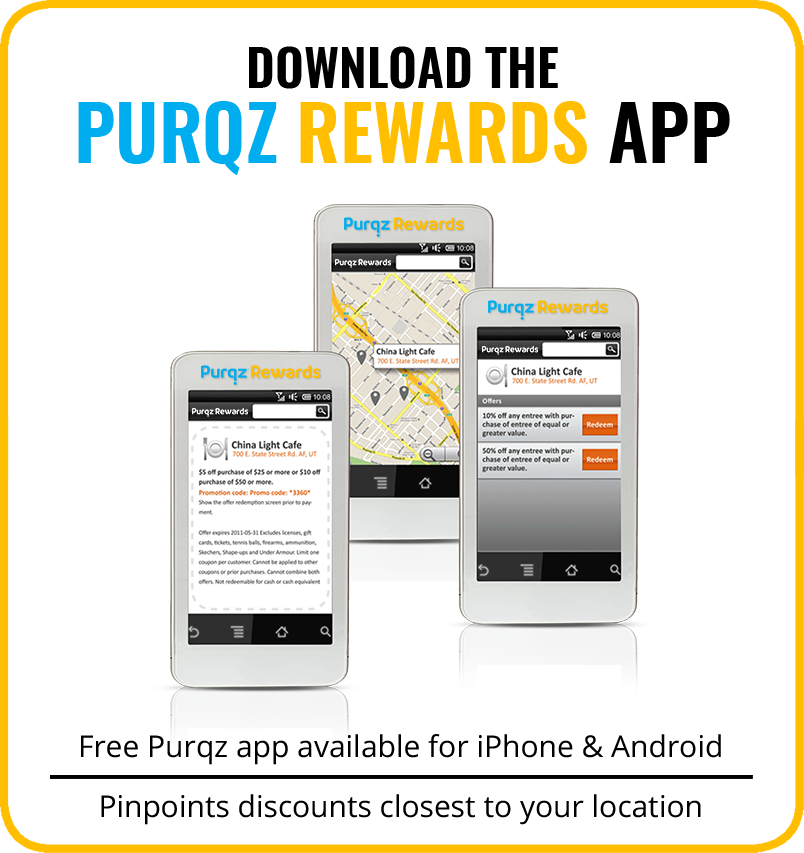 DOWNLOAD THE
PURQZ REWARDS APP
Purqz Rewards
10:08
Purqz Rewards
China Light Cafe
700 E. State Street Rd. AF, UT
Purqz Rewards
10:08
Purqz Rewards
China Light Cafe
700 E. State Street Rd. AF, UT
Offers
10% off any entree with pur-
chase of entree of equal or
greater value.
Redeem
50% off any entree with pur-
chase of entree of equal or
greater value.
Redeem
Purqz Rewards
10:08
Purqz Rewards
China Light Cafe
700 E. State Street Rd. AF, UT
$5 off purchase of $25 or more or $10 off
purchase of $50 or more.
Promotion code: Promo code: *3360*
Show the offer redemption screen prior to pay-
ment.
Offer expires 2011-05-31 Excludes licenses, gift
cards, tickets, tennis balls, firearms, ammunition,
Skechers, Shape-ups and Under Armour. Limit one
coupon per customer. Cannot be applied to other
coupons or prior purchases. Cannot combine both
offers. Not redeemable for cash or cash equivalent
Free Purqz app available for iPhone & Android
Pinpoints discounts closest to your location